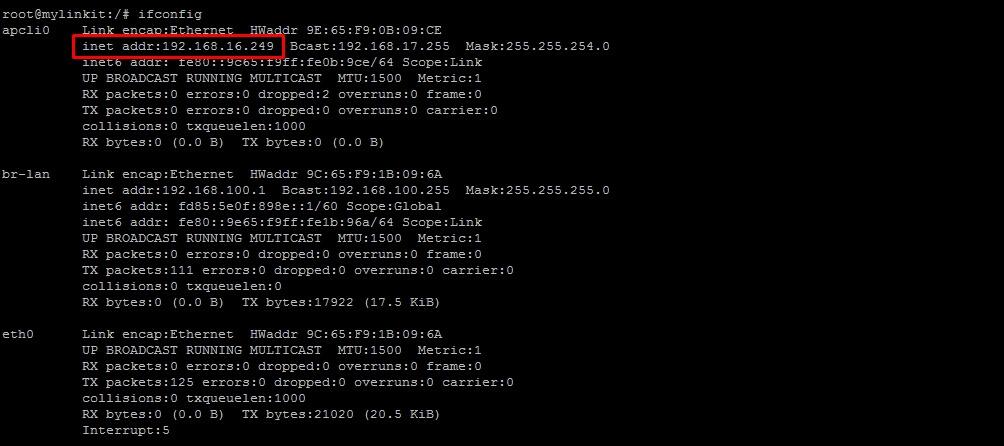 root@mylinkit:/# ifconfig
apcli0 Link encap:Ethernet HWaddr 9E:65:F9:0B:09:CE
inet addr:192.168.16.249 Bcast:192.168.17.255 Mask:255.255.254.0
inet6 addr: fe80::9c65:f9ff:fe0b:9ce/64 Scope:Link
UP BROADCAST RUNNING MULTICAST MTU:1500 Metric:1
RX packets:0 errors:0 dropped:2 overruns:0 frame:0
TX packets:0 errors:0 dropped:0 overruns:0 carrier:0
collisions:0 txqueuelen:1000
RX bytes:0 (0.0 B) TX bytes:0 (0.0 B)
br-lan Link encap:Ethernet HWaddr 9C:65:F9:1B:09:6A
inet addr:192.168.100.1 Bcast:192.168.100.255 Mask:255.255.255.0
inet6 addr: fd85:5e0f:898e::1/60 Scope:Global
inet6 addr: fe80::9e65:f9ff:fe1b:96a/64 Scope:Link
UP BROADCAST RUNNING MULTICAST MTU:1500 Metric:1
RX packets:0 errors:0 dropped:0 overruns:0 frame:0
TX packets:111 errors:0 dropped:0 overruns:0 carrier:0
collisions:0 txqueuelen:0
RX bytes:0 (0.0 B) TX bytes:17922 (17.5 KiB)
eth0 Link encap:Ethernet HWaddr 9C:65:F9:1B:09:6A
UP BROADCAST RUNNING MULTICAST MTU:1500 Metric:1
RX packets:0 errors:0 dropped:0 overruns:0 frame:0
TX packets:125 errors:0 dropped:0 overruns:0 carrier:0
collisions:0 txqueuelen:1000
RX bytes:0 (0.0 B) TX bytes:21020 (20.5 KiB)
Interrupt:5